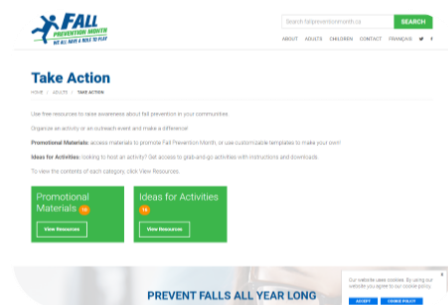 FALL
PREVENTION MONTH
WE ALL HAVE A ROLE TO PLAY
Search fallpreventionmonth.ca
SEARCH
ABOUT ADULTS CHILDREN CONTACT FRANÇAIS
Take Action
HOME / ADULTS / TAKE ACTION
Use free resources to raise awareness about fall prevention in your communities
Organize an activity or an outreach event and make a difference!
Promotional Materials: access materials to promote Fall Prevention Month, or use customizable templates to make your own!
Ideas for Activities: looking to host an activity? Get access to grab-and-go activities with instructions and downloads.
To view the contents of each category, click View Resources.
Promotional
Materials
View Resources
Ideas for Activities
View Resources
Our website uses cookies. By using our
website you agree to our cookie policy.
ACCEPT COOKIE POLICY
PREVENT FALLS ALL YEAR LONG